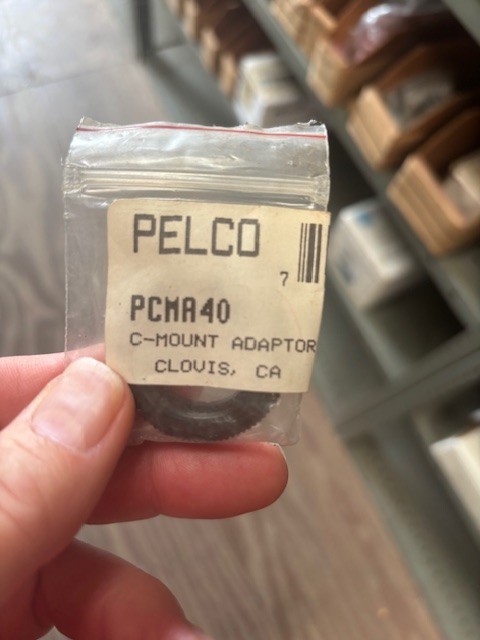 PELCO
7
PCMA40
C-MOUNT ADAPTOR
CLOVIS, CA